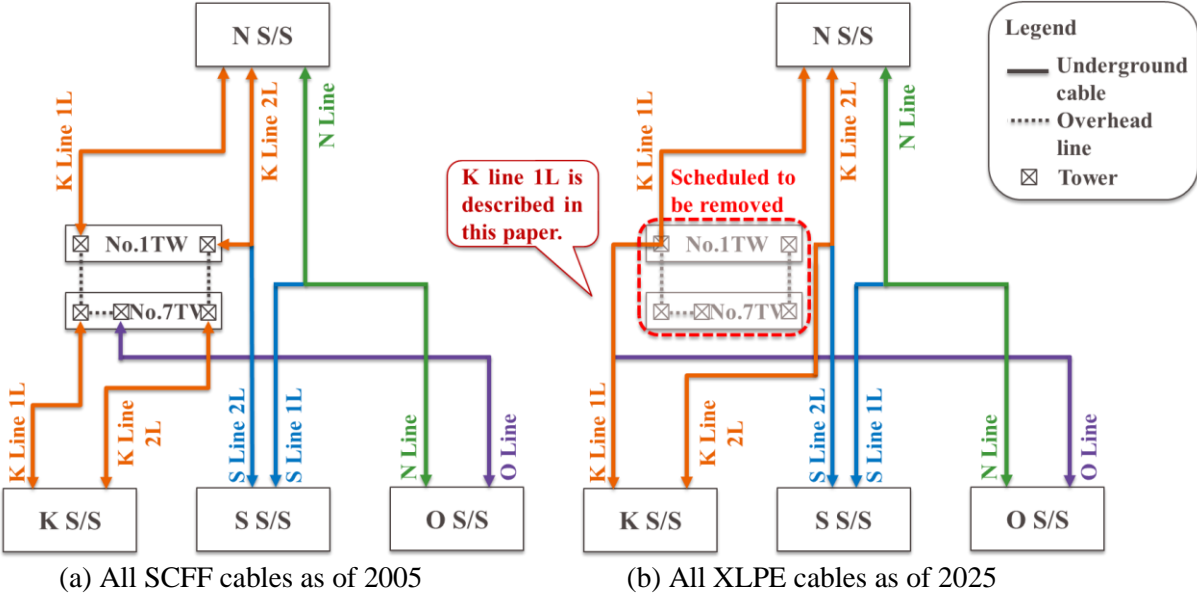 N S/S
K Line 1L
K Line 2L
N Line
No.1TW
No.7TW
K Line 1L
K Line
2L
S Line 2L
S Line 1L
N Line
O Line
K S/S
S S/S
O S/S
(a) All SCFF cables as of 2005
N S/S
K Line 1L
K Line 2L
N Line
K line 1L is
described in
this paper.
Scheduled to
be removed
No.1TW
No.7TW
K Line 1L
K Line
2L
S Line 2L
S Line 1L
N Line
O Line
K S/S
S S/S
O S/S
(b) All XLPE cables as of 2025
Legend
Underground
cable
Overhead
line
Tower